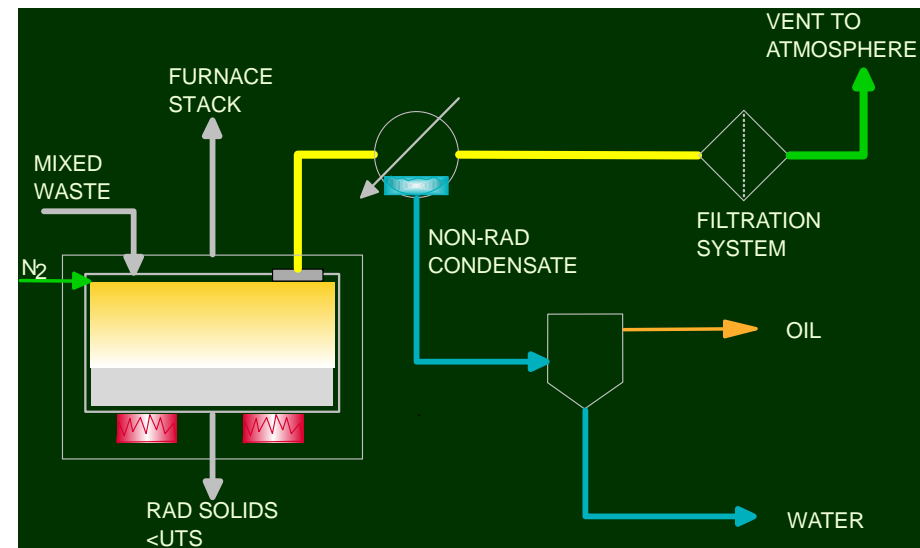 VENT TO
ATMOSPHERE
FURNACE
STACK
MIXED
WASTE
FILTRATION
SYSTEM
NON-RAD
CONDENSATE
N2
OIL
RAD SOLIDS
<UTS
WATER